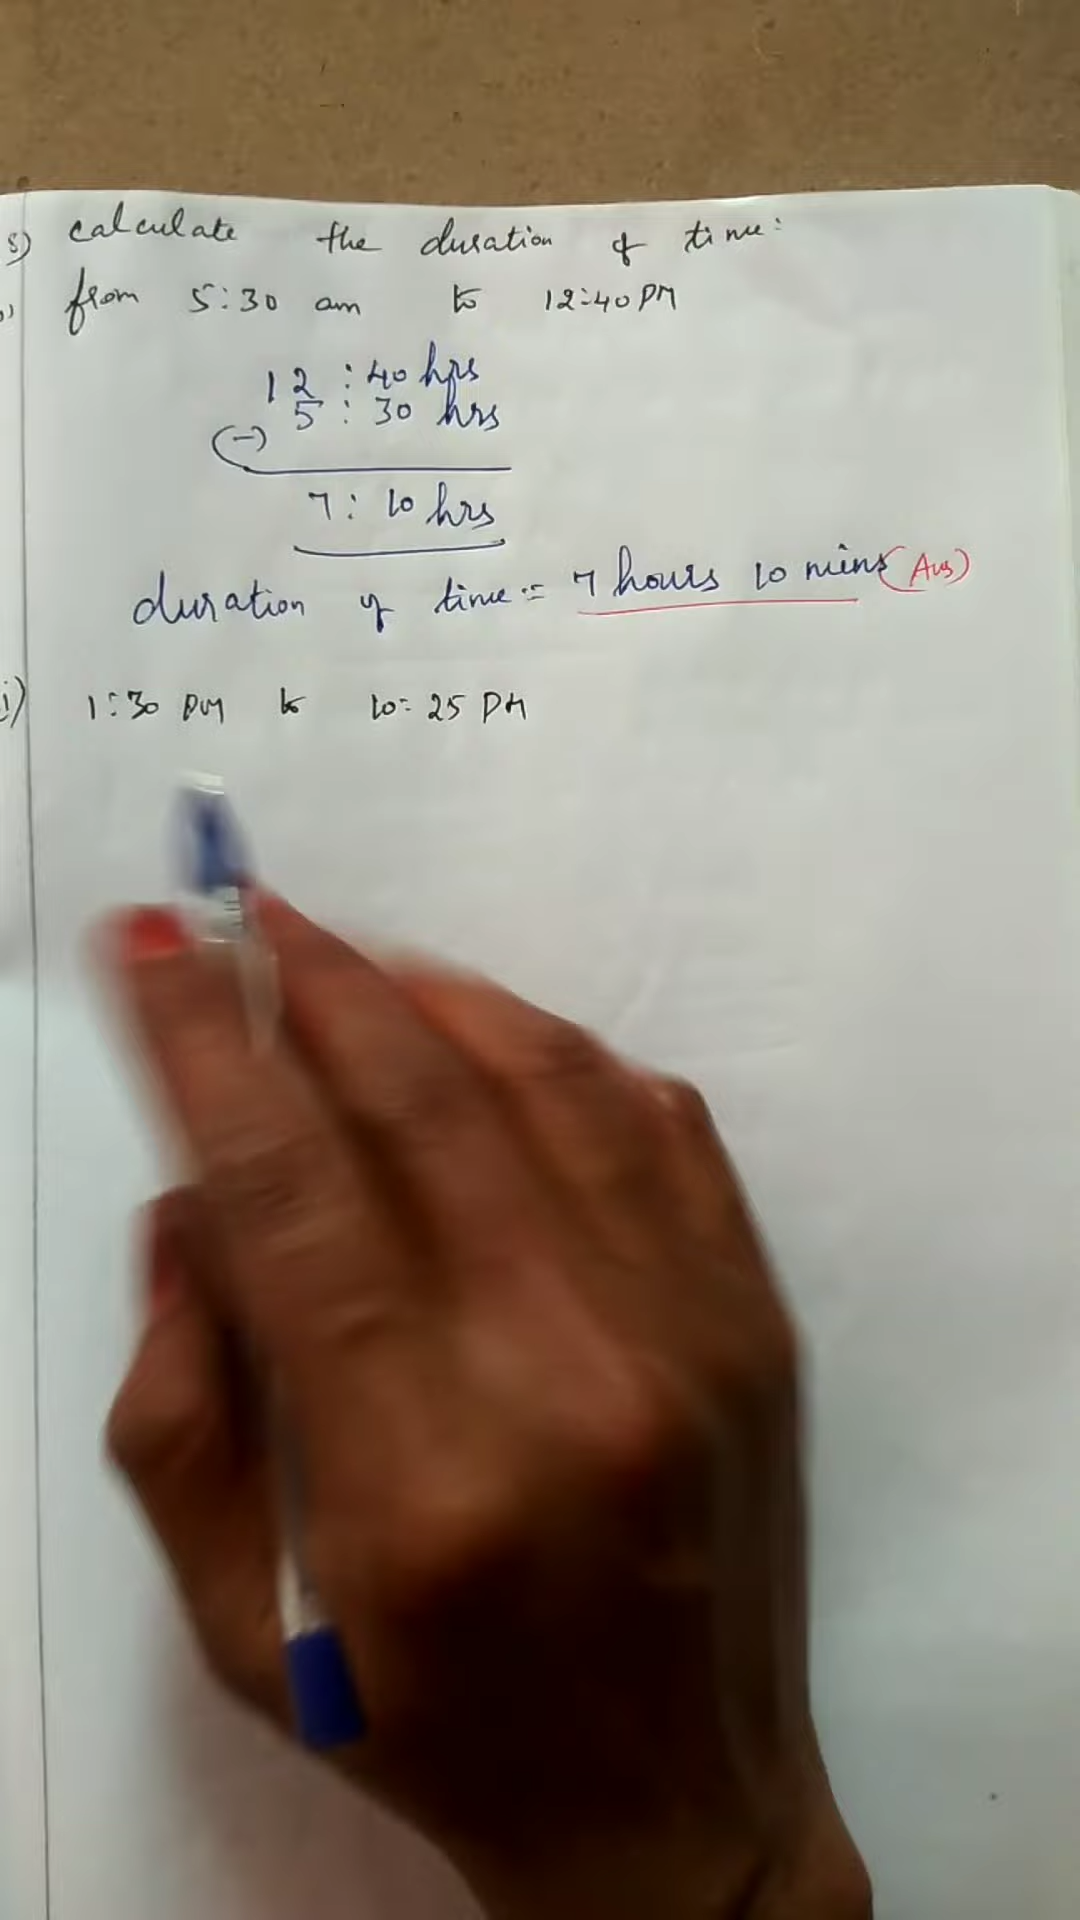 s) calculate the duration of time:
from 5:30 am to 12:40 PM
12 : 40 hrs
5 : 30 hrs
(-)
7 : 10 hrs
duration of time = 7 hours 10 mins (Ans)
i) 1:30 PM to 10:25 PM